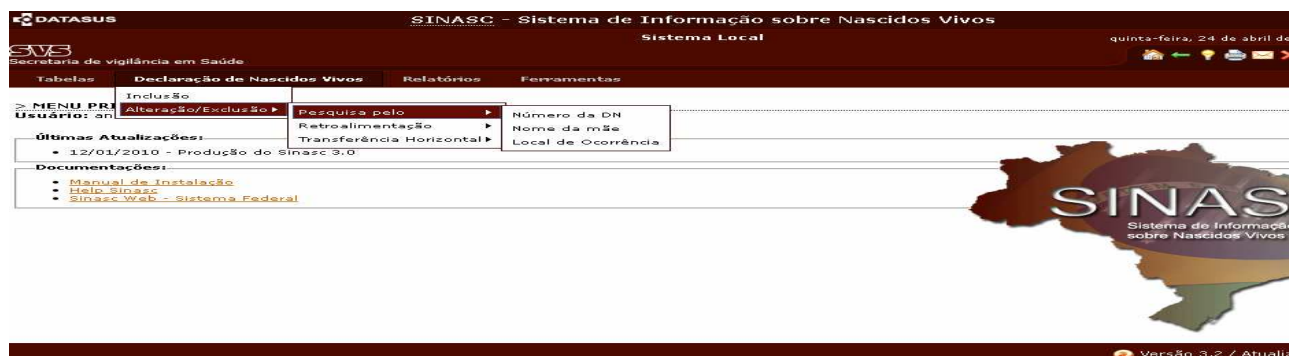 DATASUS
SINASC - Sistema de Informação sobre Nascidos Vivos
Sistema Local
quinta-feira, 24 de abril de
SVS
Secretaria de vigilância em Saúde
Tabelas Declaração de Nascidos Vivos Relatórios Ferramentas
Inclusão
> MENU PRI
Alteração/Exclusão
Pesquisa pelo
Número da DN
Usuário: an
Retroalimentação
Nome da mãe
Transferência Horizontal
Local de Ocorrência
Últimas Atualizações:
12/01/2010 - Produção do Sinasc 3.0
Documentações:
Manual de Instalação
Help Sinasc
Sinasc Web - Sistema Federal
SINAS
Sistema de Informaçã
sobre Nascidos Vivos
Versão 3.2 / Atuali